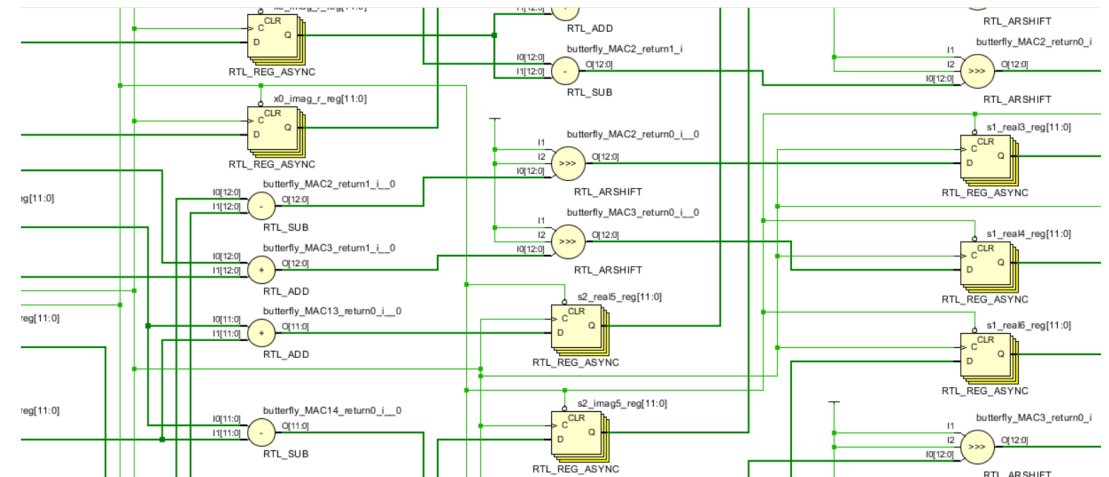 CLR
C
D
Q
RTL_REG_ASYNC
x0_imag_r_reg[11:0]
CLR
C
D
Q
RTL_REG_ASYNC
eg[11:0]
reg[11:0]
reg[11:0]
butterfly_MAC2_return1_i__0
I0[12:0]
I1[12:0]
-
O[12:0]
RTL_SUB
butterfly_MAC3_return1_i__0
I0[12:0]
I1[12:0]
+
O[12:0]
RTL_ADD
butterfly_MAC13_return0_i__0
I0[11:0]
I1[11:0]
+
O[11:0]
RTL_ADD
butterfly_MAC14_return0_i__0
I0[11:0]
I1[11:0]
-
O[11:0]
RTL_SUB
I1[12:0]
RTL_ADD
butterfly_MAC2_return1_i
I0[12:0]
I1[12:0]
-
O[12:0]
RTL_SUB
butterfly_MAC2_return0_i__0
I1
I2
I0[12:0]
>>>
O[12:0]
RTL_ARSHIFT
butterfly_MAC3_return0_i__0
I1
I2
I0[12:0]
>>>
O[12:0]
RTL_ARSHIFT
s2_real5_reg[11:0]
CLR
C
D
Q
RTL_REG_ASYNC
s2_imag5_reg[11:0]
CLR
C
D
Q
RTL_REG_ASYNC
RTL_ARSHIFT
butterfly_MAC2_return0_i
I1
I2
I0[12:0]
>>>
O[12:0]
RTL_ARSHIFT
s1_real3_reg[11:0]
CLR
C
D
Q
RTL_REG_ASYNC
s1_real4_reg[11:0]
CLR
C
D
Q
RTL_REG_ASYNC
s1_real6_reg[11:0]
CLR
C
D
Q
RTL_REG_ASYNC
butterfly_MAC3_return0_i
I1
I2
I0[12:0]
>>>
O[12:0]
RTL_ARSHIFT